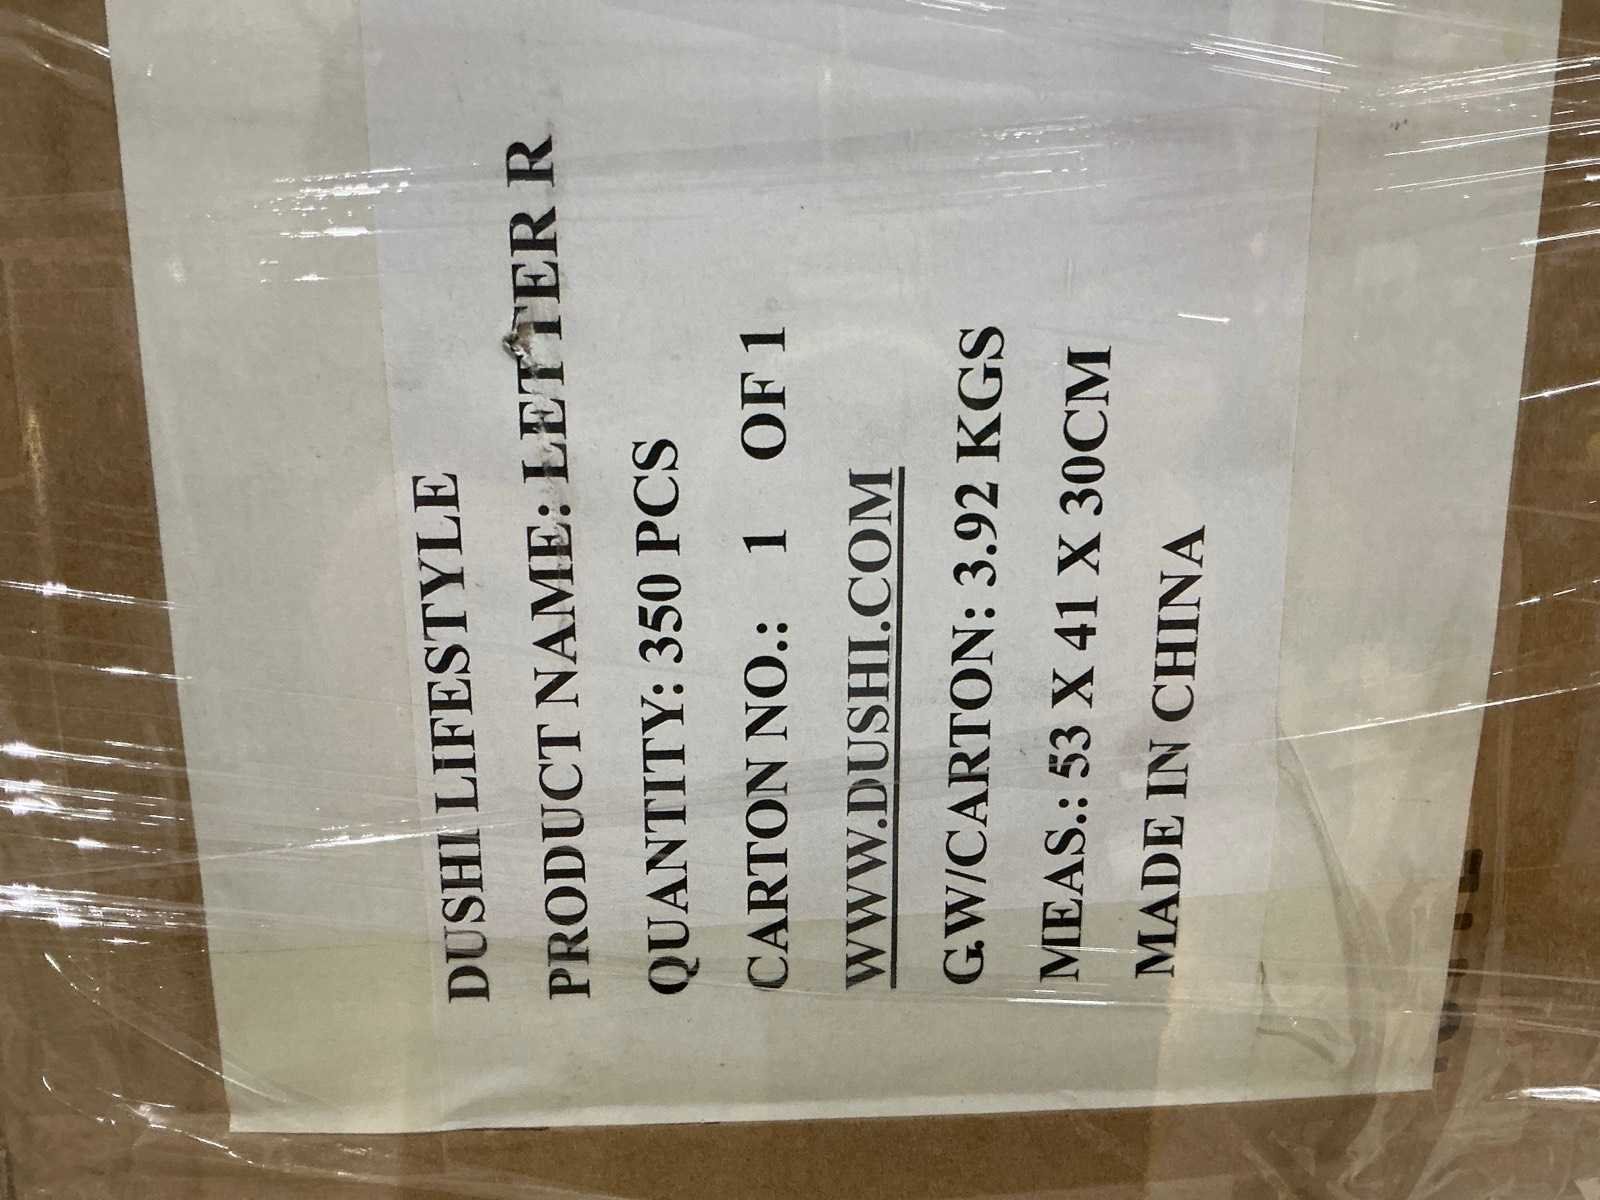 DUSHI LIFESTYLE
PRODUCT NAME: LETTER R
QUANTITY: 350 PCS
CARTON NO.: 1 OF 1
WWW.DUSHI.COM
G.W/CARTON: 3.92 KGS
MEAS.: 53 X 41 X 30CM
MADE IN CHINA